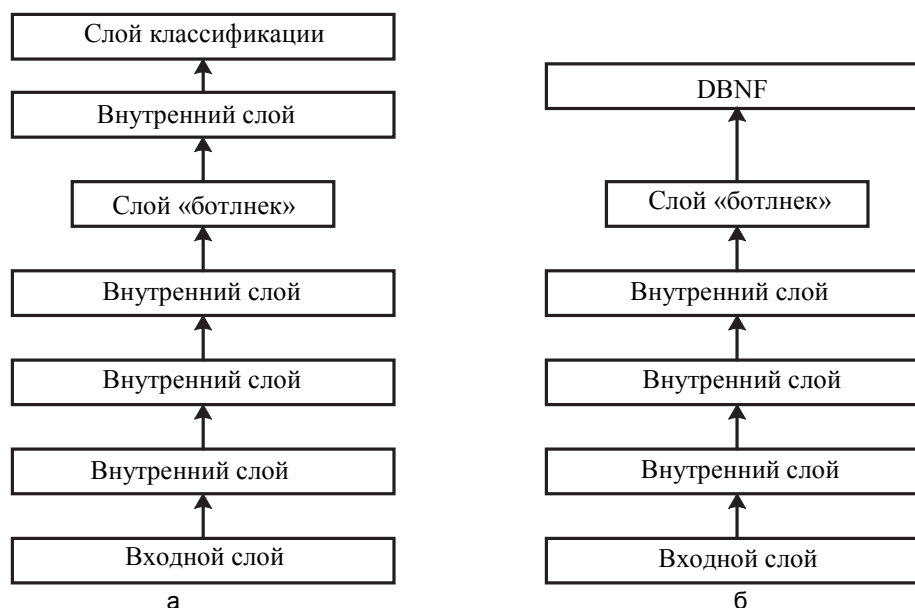 Слой классификации
Внутренний слой
Слой «ботлнек»
Внутренний слой
Внутренний слой
Внутренний слой
Входной слой
а
DBNF
Слой «ботлнек»
Внутренний слой
Внутренний слой
Внутренний слой
Входной слой
б